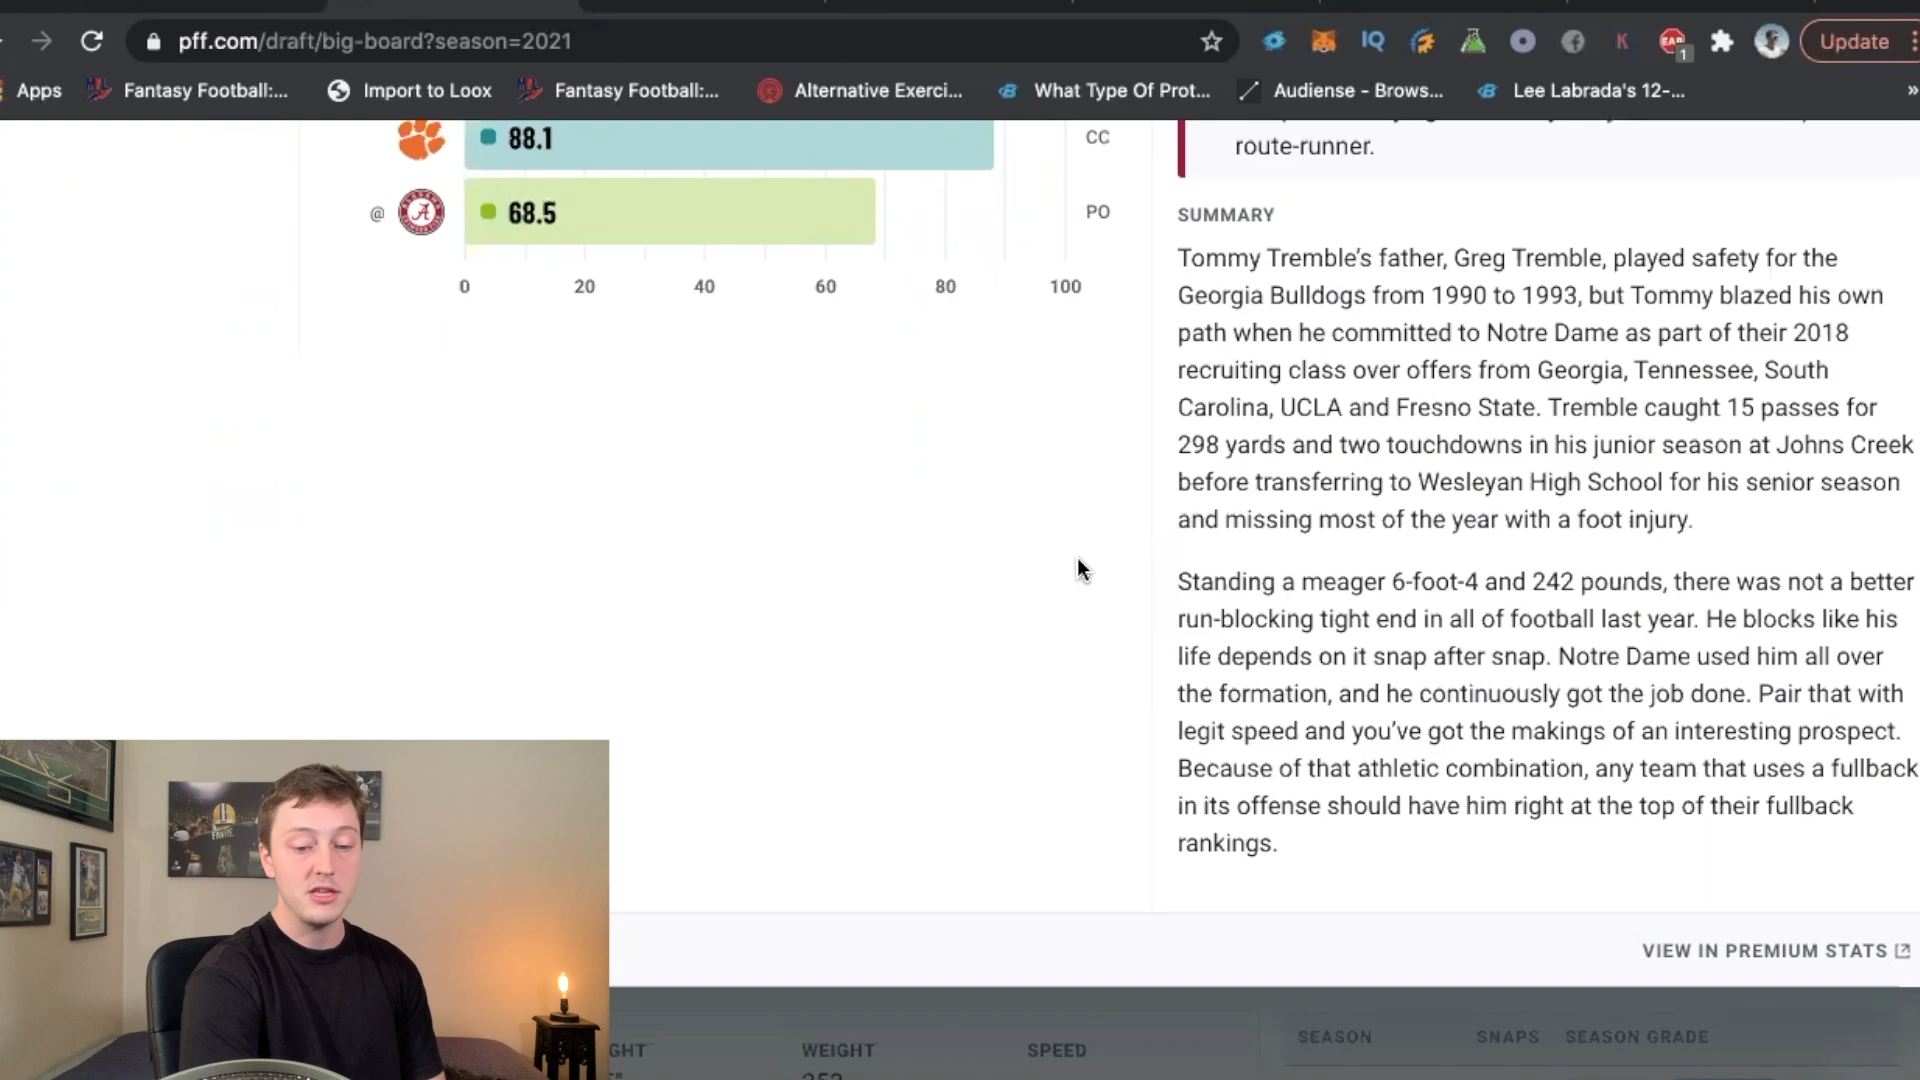 pff.com/draft/big-board?season=2021
IQ
K
EAD
1
Update
Apps
Fantasy Football:...
Import to Loox
Fantasy Football:...
Alternative Exerci...
What Type Of Prot...
Audiense - Brows...
Lee Labrada's 12-...
»
88.1
CC
@
A
68.5
PO
0 20 40 60 80 100
route-runner.
SUMMARY
Tommy Tremble’s father, Greg Tremble, played safety for the
Georgia Bulldogs from 1990 to 1993, but Tommy blazed his own
path when he committed to Notre Dame as part of their 2018
recruiting class over offers from Georgia, Tennessee, South
Carolina, UCLA and Fresno State. Tremble caught 15 passes for
298 yards and two touchdowns in his junior season at Johns Creek
before transferring to Wesleyan High School for his senior season
and missing most of the year with a foot injury.
Standing a meager 6-foot-4 and 242 pounds, there was not a better
run-blocking tight end in all of football last year. He blocks like his
life depends on it snap after snap. Notre Dame used him all over
the formation, and he continuously got the job done. Pair that with
legit speed and you’ve got the makings of an interesting prospect.
Because of that athletic combination, any team that uses a fullback
in its offense should have him right at the top of their fullback
rankings.
VIEW IN PREMIUM STATS
FAVRE
GHT
WEIGHT
SPEED
SEASON
SNAPS
SEASON GRADE